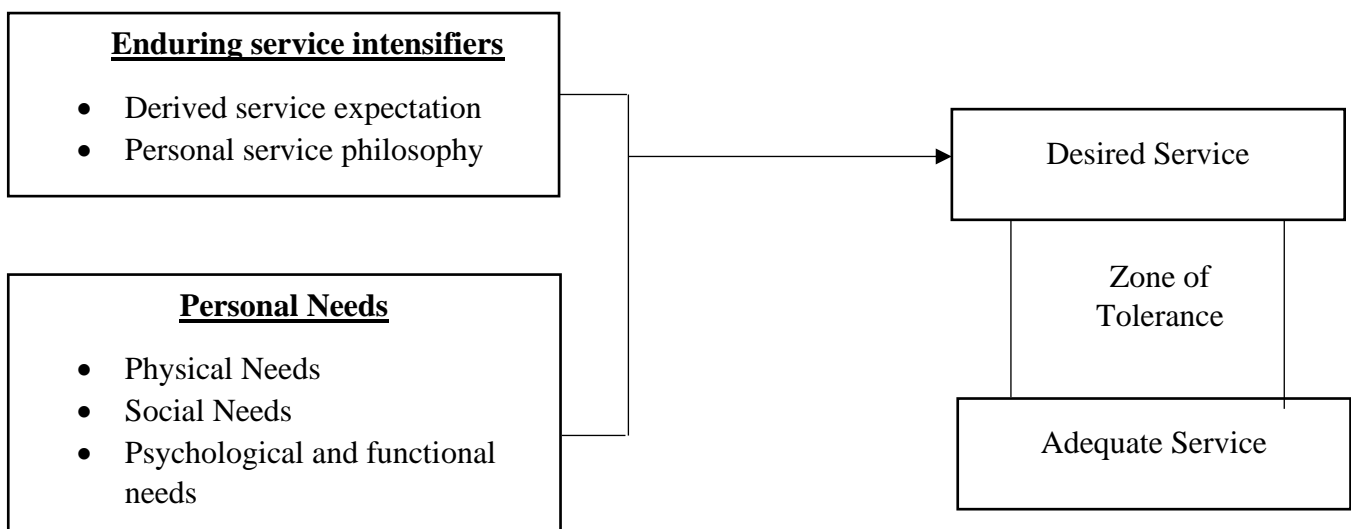 Enduring service intensifiers
• Derived service expectation
• Personal service philosophy
Desired Service
Zone of
Tolerance
Adequate Service
Personal Needs
• Physical Needs
• Social Needs
• Psychological and functional
needs